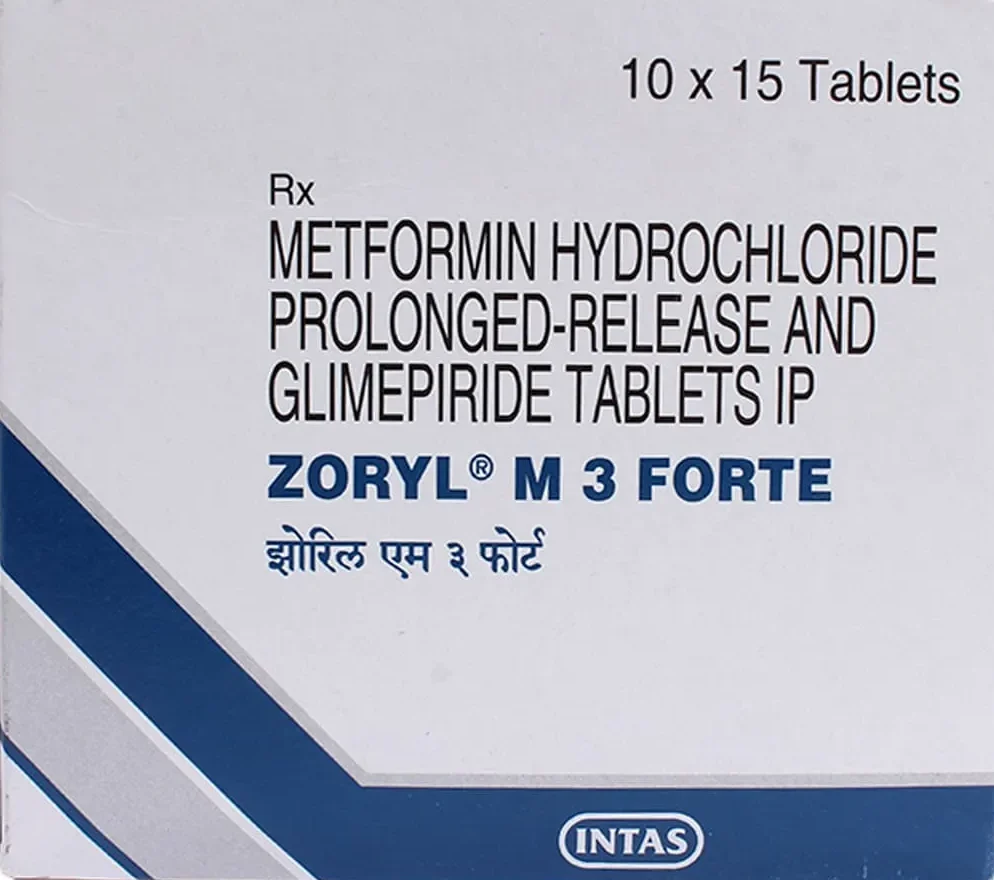 10 x 15 Tablets
Rx
METFORMIN HYDROCHLORIDE
PROLONGED-RELEASE AND
GLIMEPIRIDE TABLETS IP
ZORYL® M 3 FORTE
झोरिल एम ३ फोर्ट
INTAS